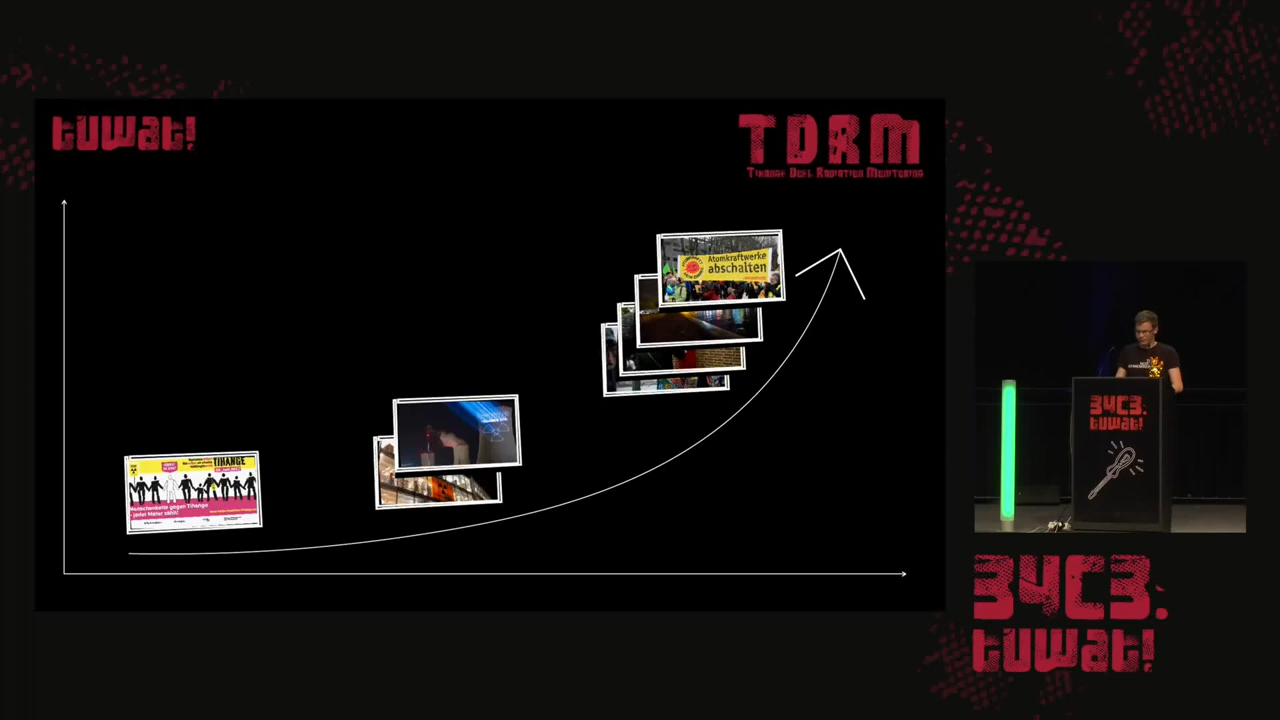 tuwat!
TDRM
Tihange Doel Radiation Monitoring
Atomkraftwerke
abschalten
TIHANGE
Menschenkette gegen Tihange
- jeder Meter zählt!
34C3.
tuwat!
34C3.
tuwat!